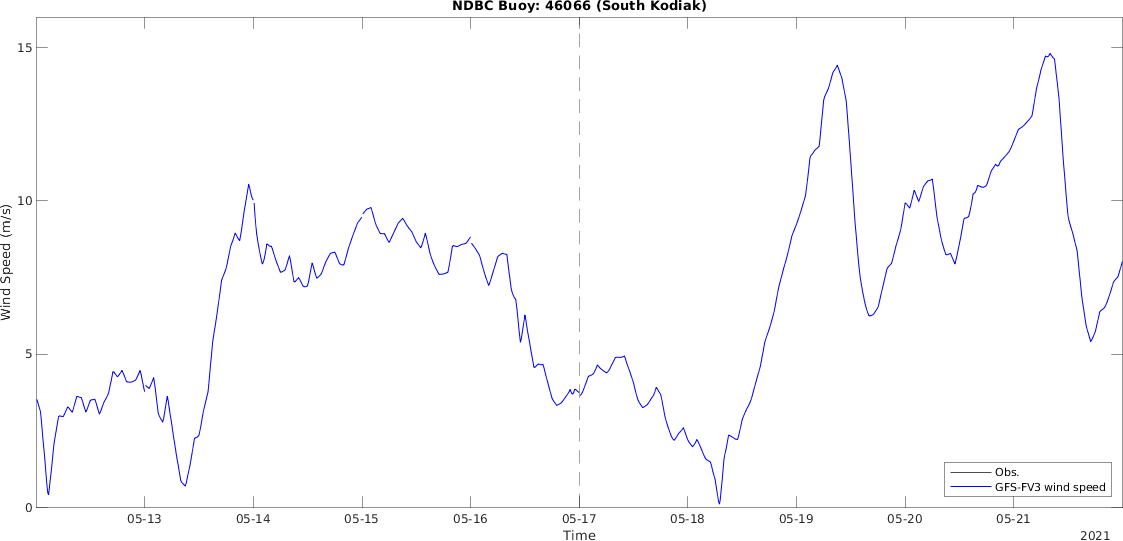 NDBC Buoy: 46066 (South Kodiak)
15
10
5
0
Wind Speed (m/s)
05-13 05-14 05-15 05-16 05-17 05-18 05-19 05-20 05-21
Time
2021
Obs.
GFS-FV3 wind speed